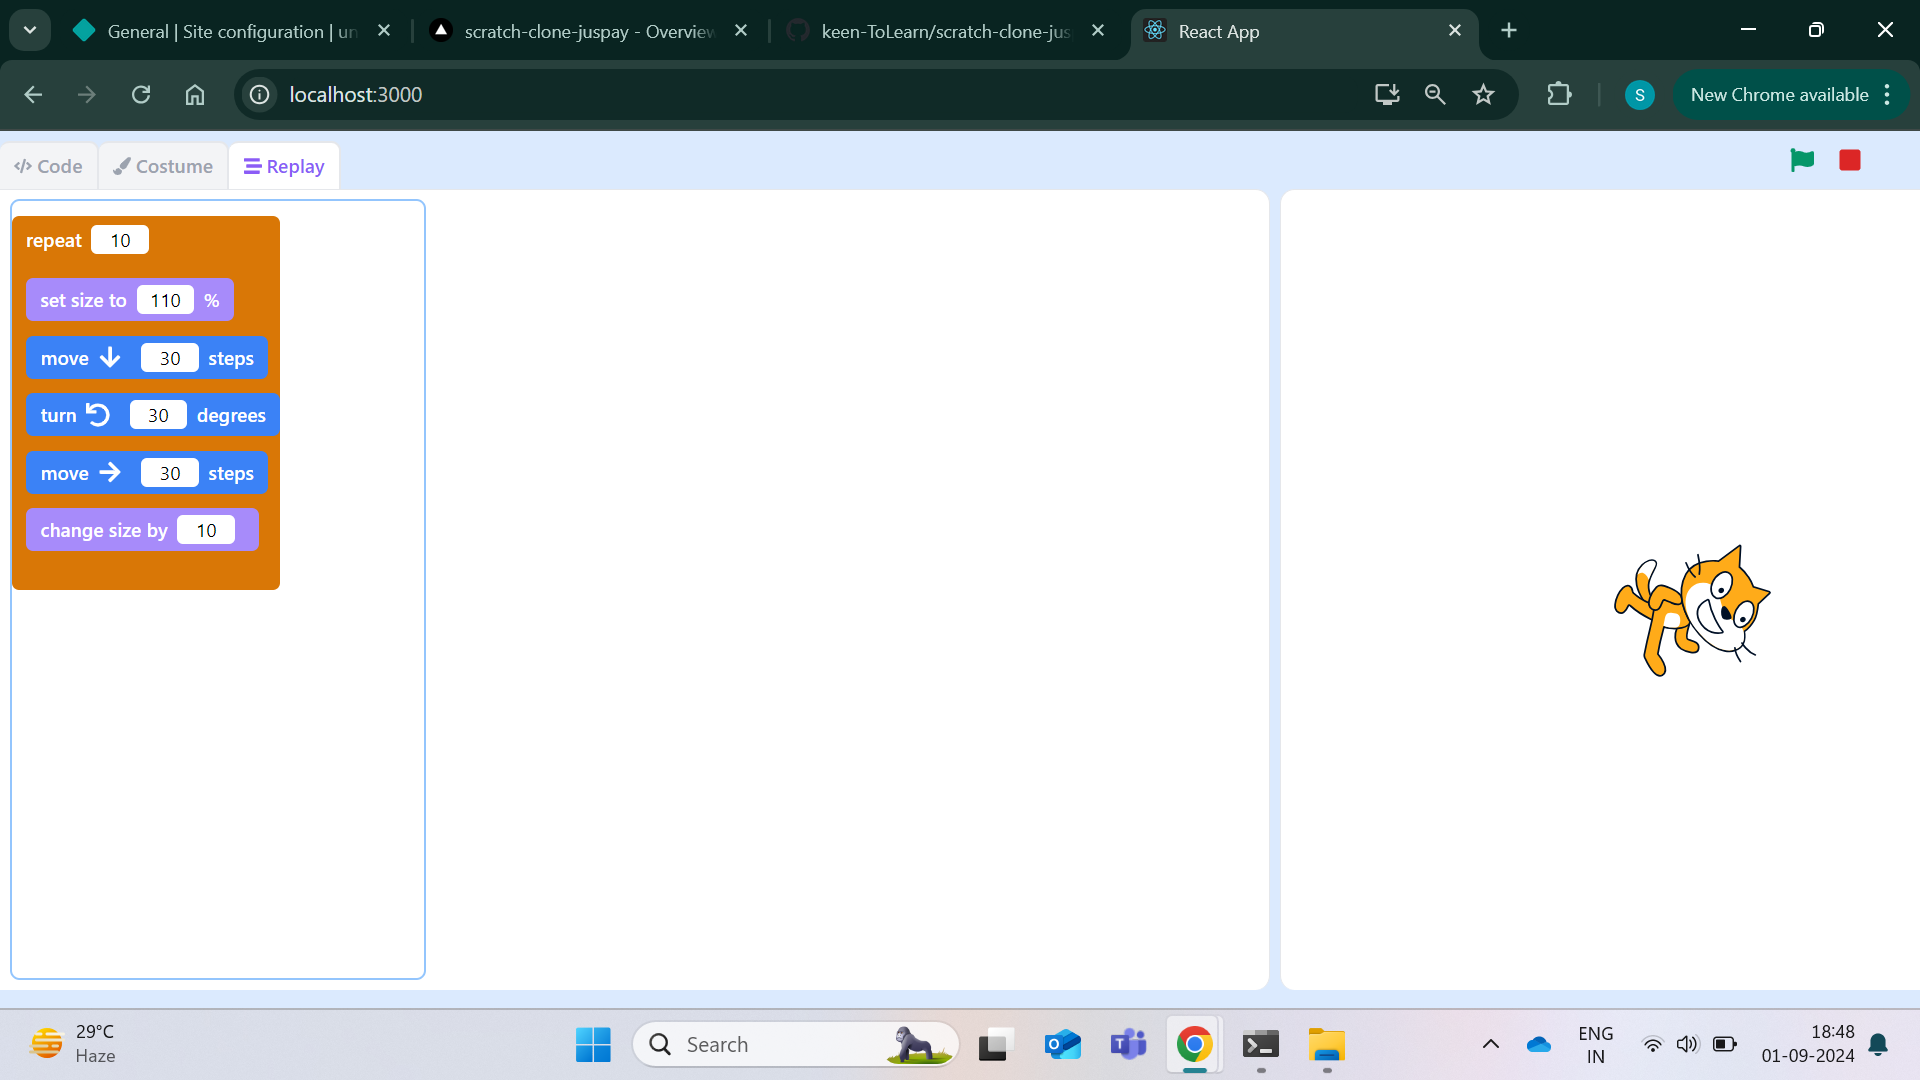 General | Site configuration | un
scratch-clone-juspay - Overview
keen-ToLearn/scratch-clone-jus
React App
localhost:3000
S
New Chrome available
</> Code
Costume
Replay
repeat 10
set size to 110 %
move 30 steps
turn 30 degrees
move 30 steps
change size by 10
29°C
Haze
Search
ENG
IN
18:48
01-09-2024